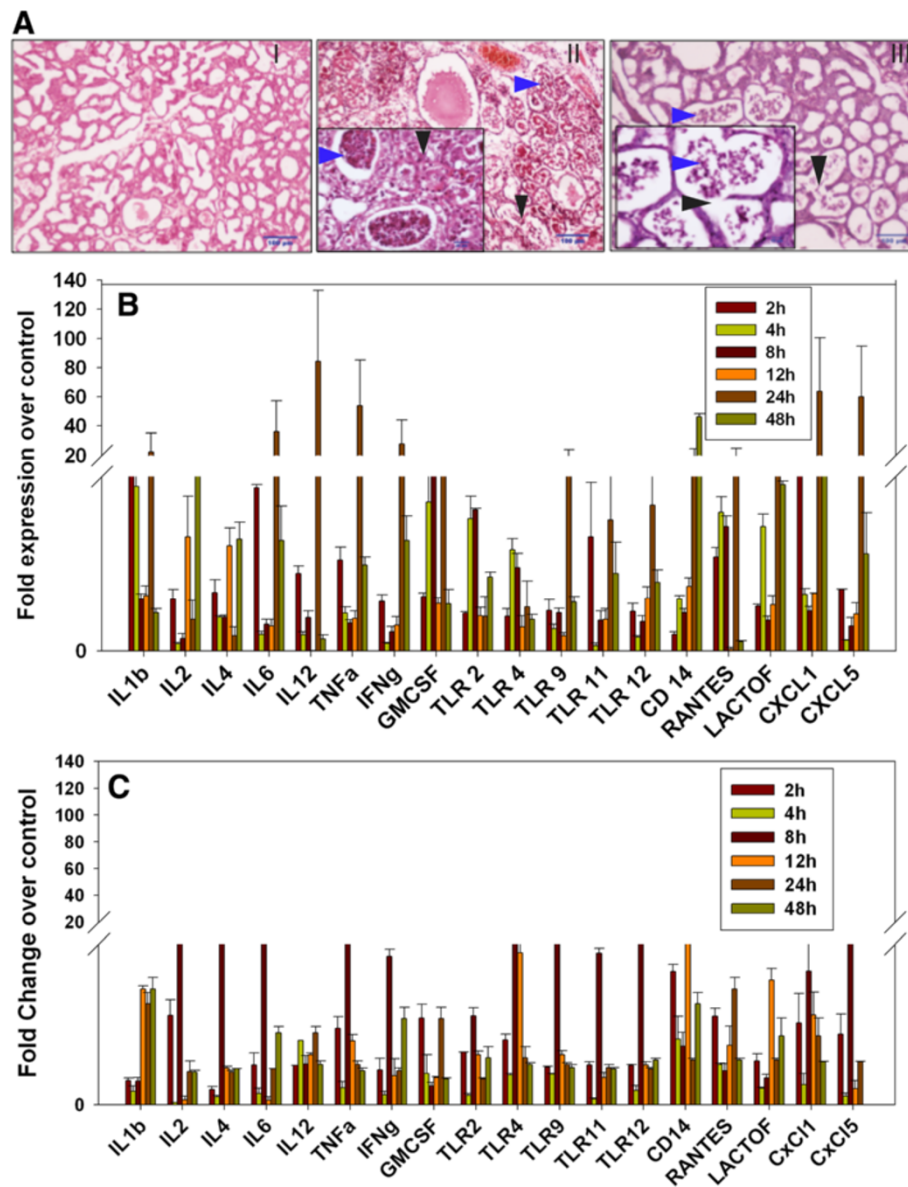 A
I
II
III
100 µm
100 µm
B
Fold expression over control
140
120
100
80
60
40
20
0
2h
4h
8h
12h
24h
48h
IL1b
IL2
IL4
IL6
IL12
TNFa
IFNg
GMCSF
TLR 2
TLR 4
TLR 9
TLR 11
TLR 12
CD 14
RANTES
LACTOF
CXCL1
CXCL5
C
Fold Change over control
140
120
100
80
60
40
20
0
2h
4h
8h
12h
24h
48h
IL1b
IL2
IL4
IL6
IL12
TNFa
IFNg
GMCSF
TLR2
TLR4
TLR9
TLR11
TLR12
CD14
RANTES
LACTOF
CxCl1
CxCl5